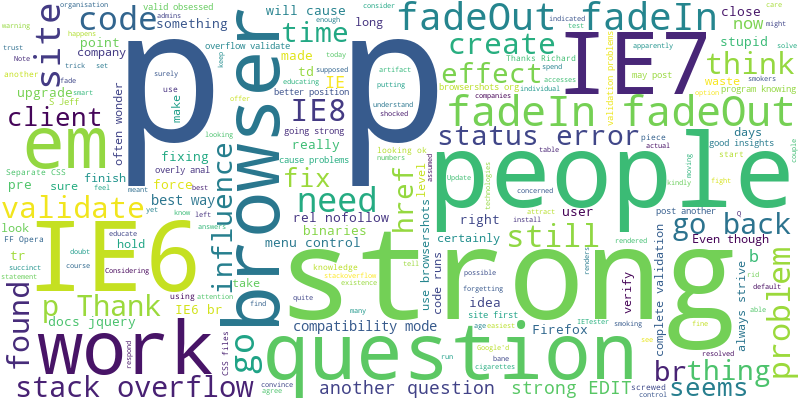 organisation
valid obsessed
consider
care
warning
admins
code
something
will cause
enough
fadeOut fadeIn
close
happens
trust
Note
another
point
overflow validate
long
indicated
test
now
might
site
company
time
apparently
Thanks Richard
solve
stupid
p p
made
today
create
spend
IE7
may post
think
fade
trick
set
td
IE
supposed
effect
browsershots org
validation problems
accesses
individual
program knowing
smokers
option
S Jeff
smart
surely
keep
educating
artifact
putting
waste
upgrade
use
offer
better position
companies
client
make
IE8
understand
shocked
fadeIn fadeOut
em
often wonder
browser
going strong
status error
piece
actual
fixing
looking
really
looking ok
numbers
days
good insights
couple
Separate CSS
finish
overly anal
cause problems
table
people
start
feel
pre
sure
force
best
fix
href
level
assumed
Update
technologies
moving
validate
best way
meant
need
concerned
attract
kindly
fight
yet
know
left
influence
rel nofollow
right
user
install
post another
Q
look
educate
answers
binaries
use browsershots
certainly
still
go back
FF Opera
hold
doubt
menu control
rendered
Even though
IE6
tr
course
attention
take
knowledge
stackoverflow
existence
tell
code runs
possible
renders
verify
complete validation
b
rid
problem
succinct
statement
Considering
using
IE6 br
find
quite
strong
forgetting
idea
always strive
default
able
p Thank
many
site first
found
docs jquery
compatibility mode
age
easiest
IETester
Firefox
smoking
fine
work
respond
CSS files
go
question
Google'd
see
resolved
convince
agree
run
bane
cigarettes
br
thing
stack overflow
another question
strong EDIT
screwed
control
seems